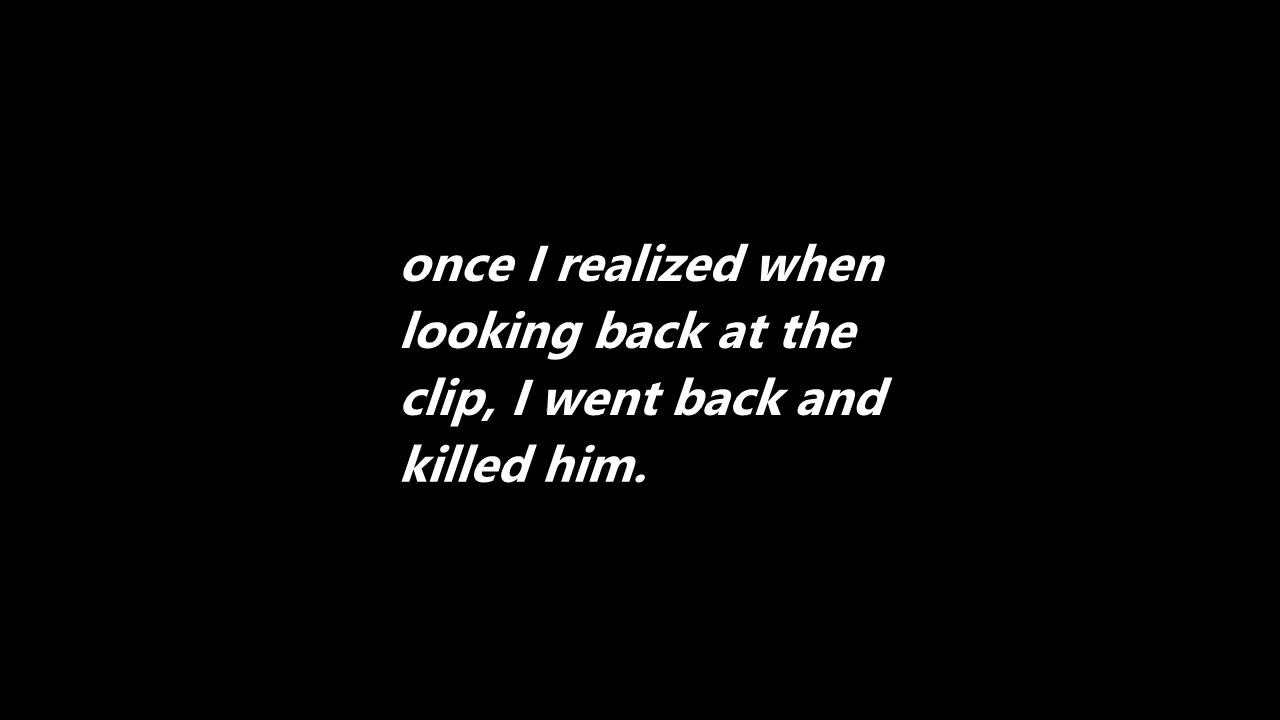 once I realized when
looking back at the
clip, I went back and
killed him.